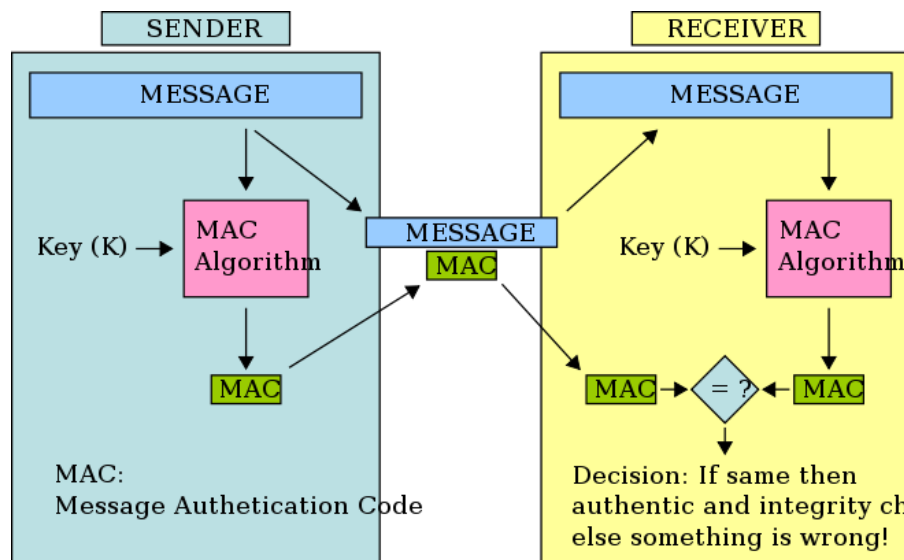 SENDER
RECEIVER
MESSAGE
MESSAGE
Key (K)
MAC
Algorithm
MESSAGE
MAC
Key (K)
MAC
Algorithm
MAC
MAC
= ?
MAC
MAC:
Message Authetication Code
Decision: If same then
authentic and integrity ch
else something is wrong!